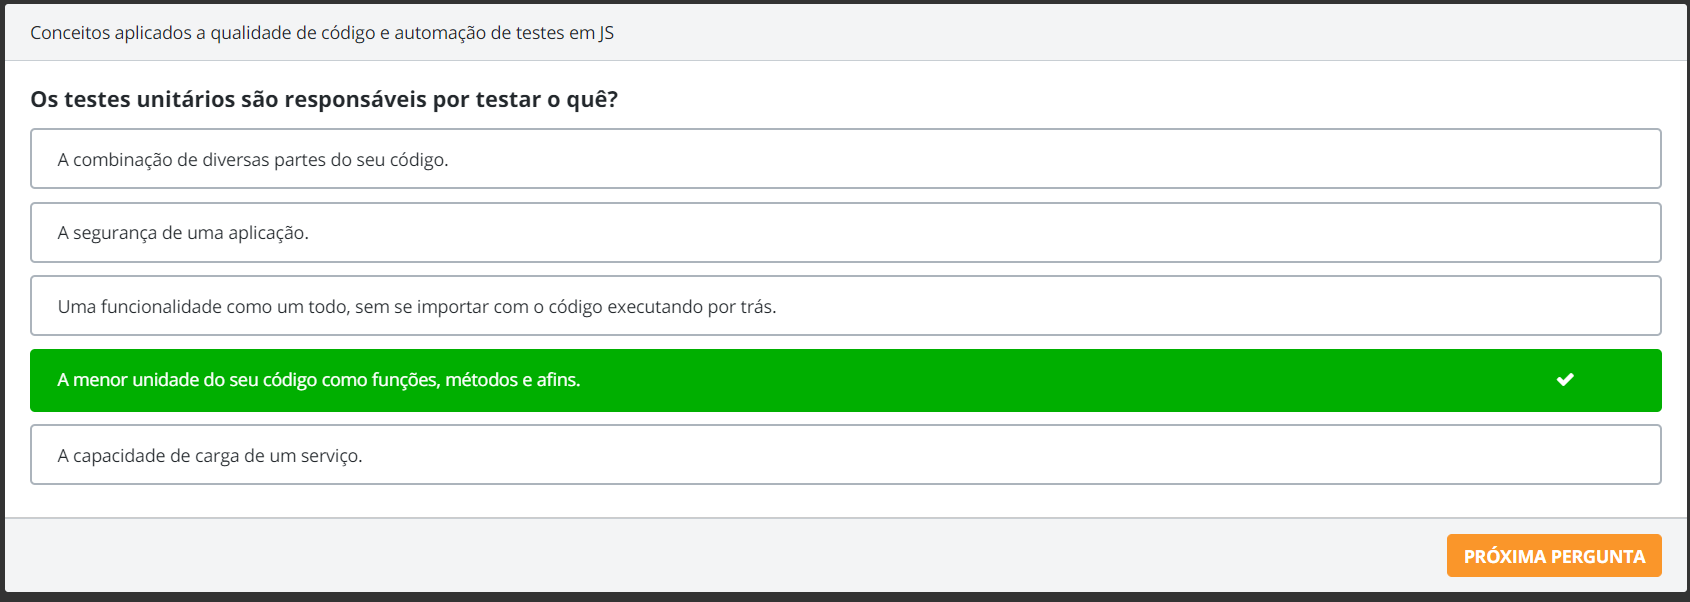 Conceitos aplicados a qualidade de código e automação de testes em JS
Os testes unitários são responsáveis por testar o quê?
A combinação de diversas partes do seu código.
A segurança de uma aplicação.
Uma funcionalidade como um todo, sem se importar com o código executando por trás.
A menor unidade do seu código como funções, métodos e afins.
A capacidade de carga de um serviço.
PRÓXIMA PERGUNTA